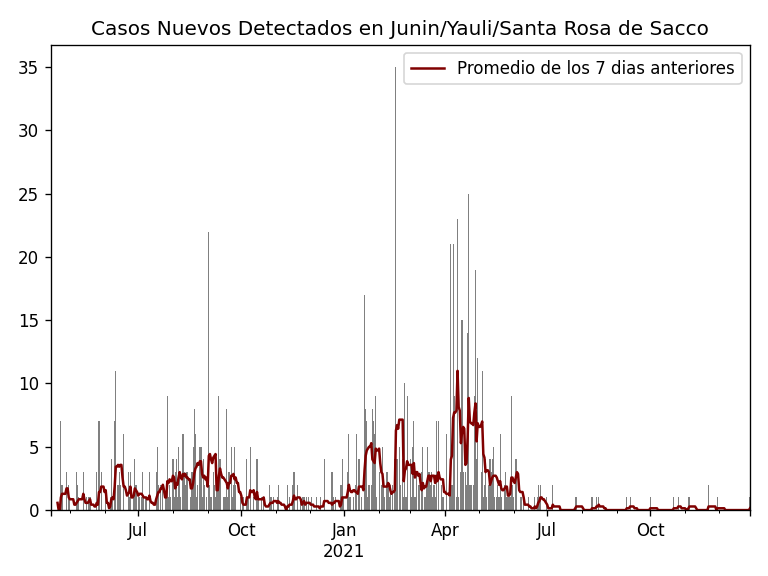 Casos Nuevos Detectados en Junin/Yauli/Santa Rosa de Sacco
Promedio de los 7 dias anteriores
35
30
25
20
15
10
5
0
Jul
Oct
Jan
2021
Apr
Jul
Oct